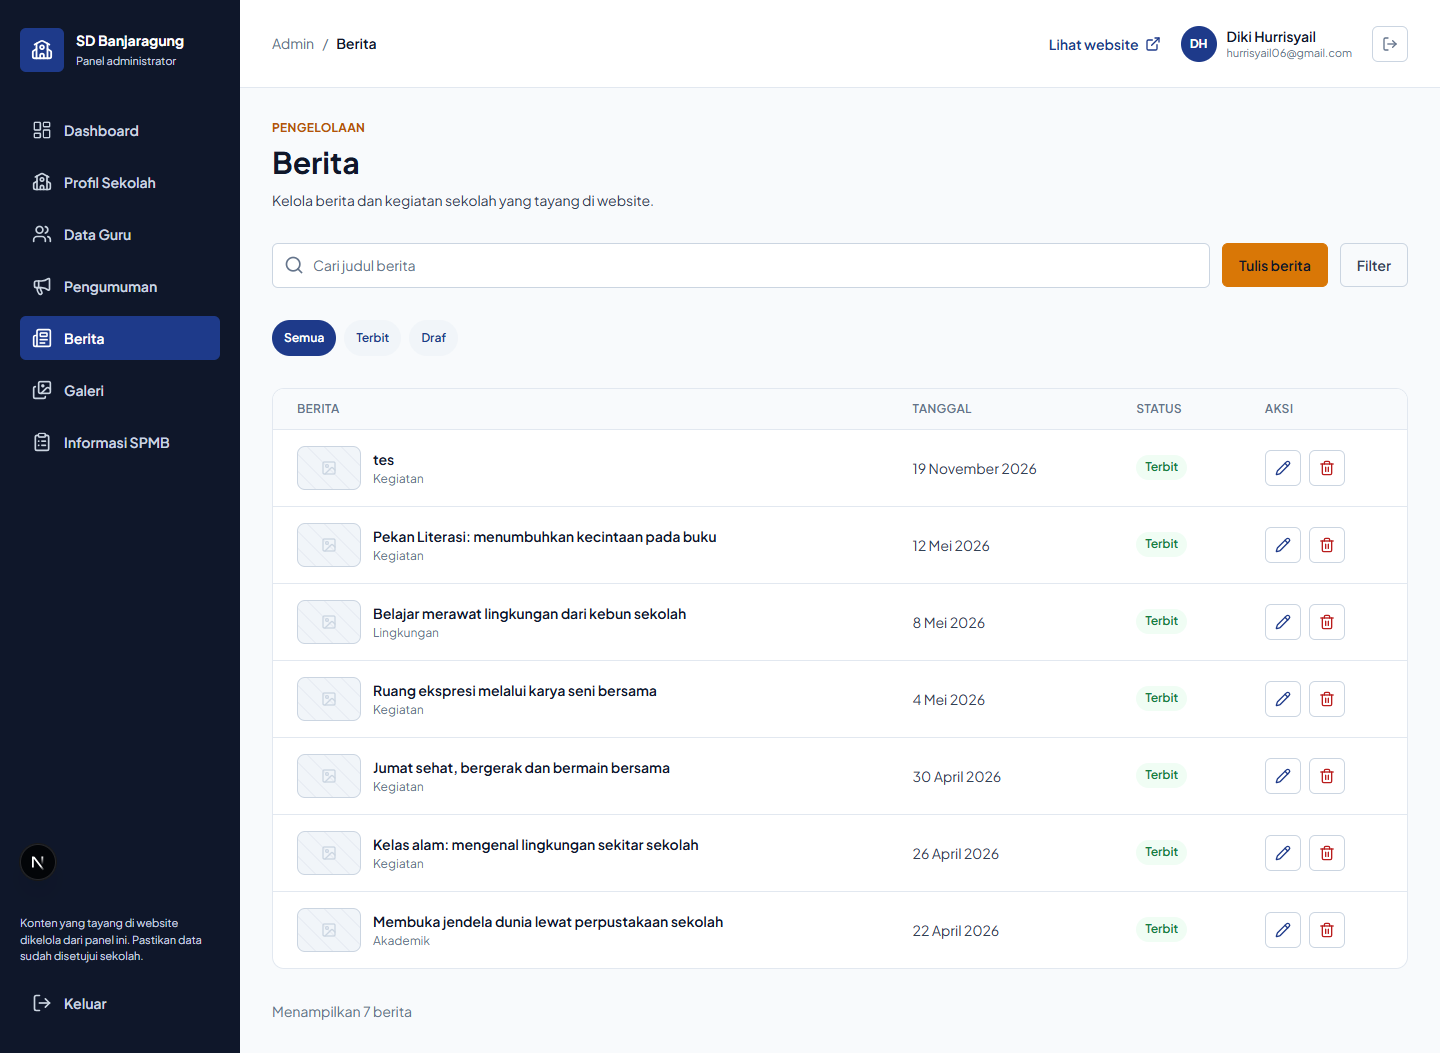 SD Banjaragung
Panel administrator
Dashboard
Profil Sekolah
Data Guru
Pengumuman
Berita
Galeri
Informasi SPMB
N
Konten yang tayang di website
dikelola dari panel ini. Pastikan data
sudah disetujui sekolah.
Keluar
Admin / Berita
Lihat website
DH
Diki Hurrisyail
hurrisyail06@gmail.com
PENGELOLAAN
Berita
Kelola berita dan kegiatan sekolah yang tayang di website.
Cari judul berita
Tulis berita
Filter
Semua
Terbit
Draf
BERITA TANGGAL STATUS AKSI
tes
Kegiatan
19 November 2026
Terbit
Pekan Literasi: menumbuhkan kecintaan pada buku
Kegiatan
12 Mei 2026
Terbit
Belajar merawat lingkungan dari kebun sekolah
Lingkungan
8 Mei 2026
Terbit
Ruang ekspresi melalui karya seni bersama
Kegiatan
4 Mei 2026
Terbit
Jumat sehat, bergerak dan bermain bersama
Kegiatan
30 April 2026
Terbit
Kelas alam: mengenal lingkungan sekitar sekolah
Kegiatan
26 April 2026
Terbit
Membuka jendela dunia lewat perpustakaan sekolah
Akademik
22 April 2026
Terbit
Menampilkan 7 berita